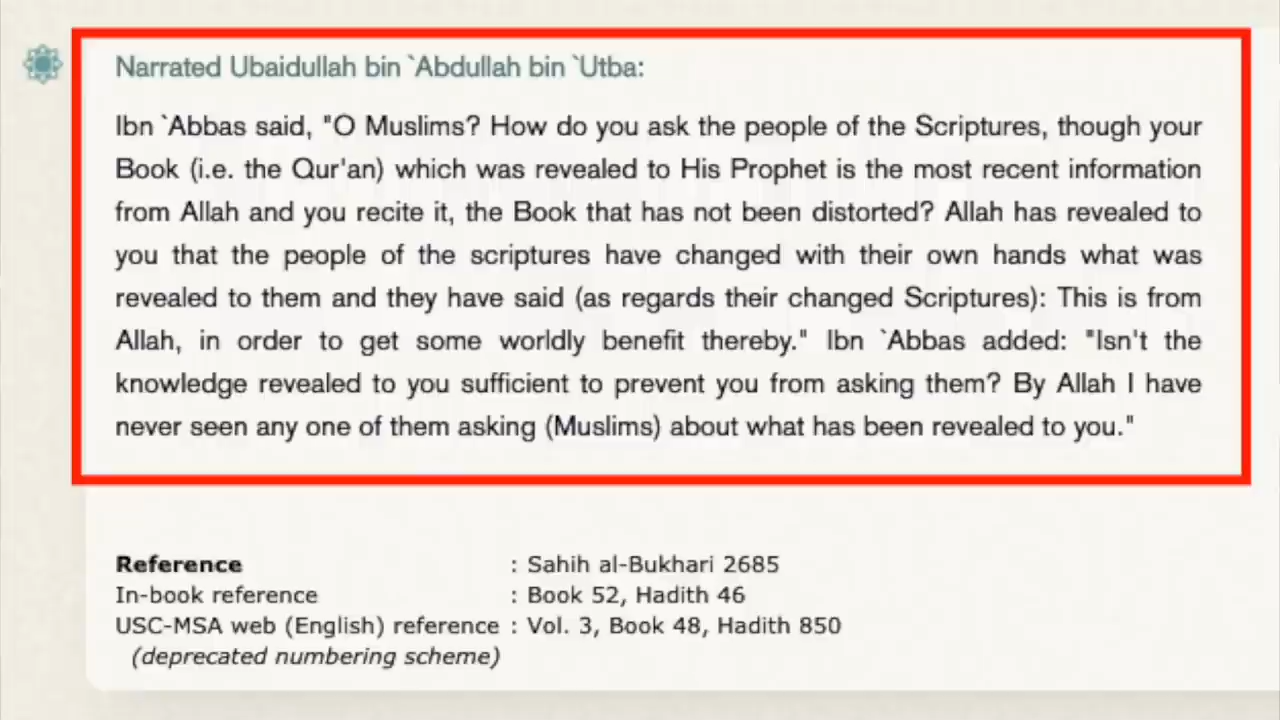 Narrated Ubaidullah bin `Abdullah bin `Utba:
Ibn `Abbas said, "O Muslims? How do you ask the people of the Scriptures, though your
Book (i.e. the Qur'an) which was revealed to His Prophet is the most recent information
from Allah and you recite it, the Book that has not been distorted? Allah has revealed to
you that the people of the scriptures have changed with their own hands what was
revealed to them and they have said (as regards their changed Scriptures): This is from
Allah, in order to get some worldly benefit thereby." Ibn `Abbas added: "Isn't the
knowledge revealed to you sufficient to prevent you from asking them? By Allah I have
never seen any one of them asking (Muslims) about what has been revealed to you."
Reference : Sahih al-Bukhari 2685
In-book reference : Book 52, Hadith 46
USC-MSA web (English) reference : Vol. 3, Book 48, Hadith 850
(deprecated numbering scheme)